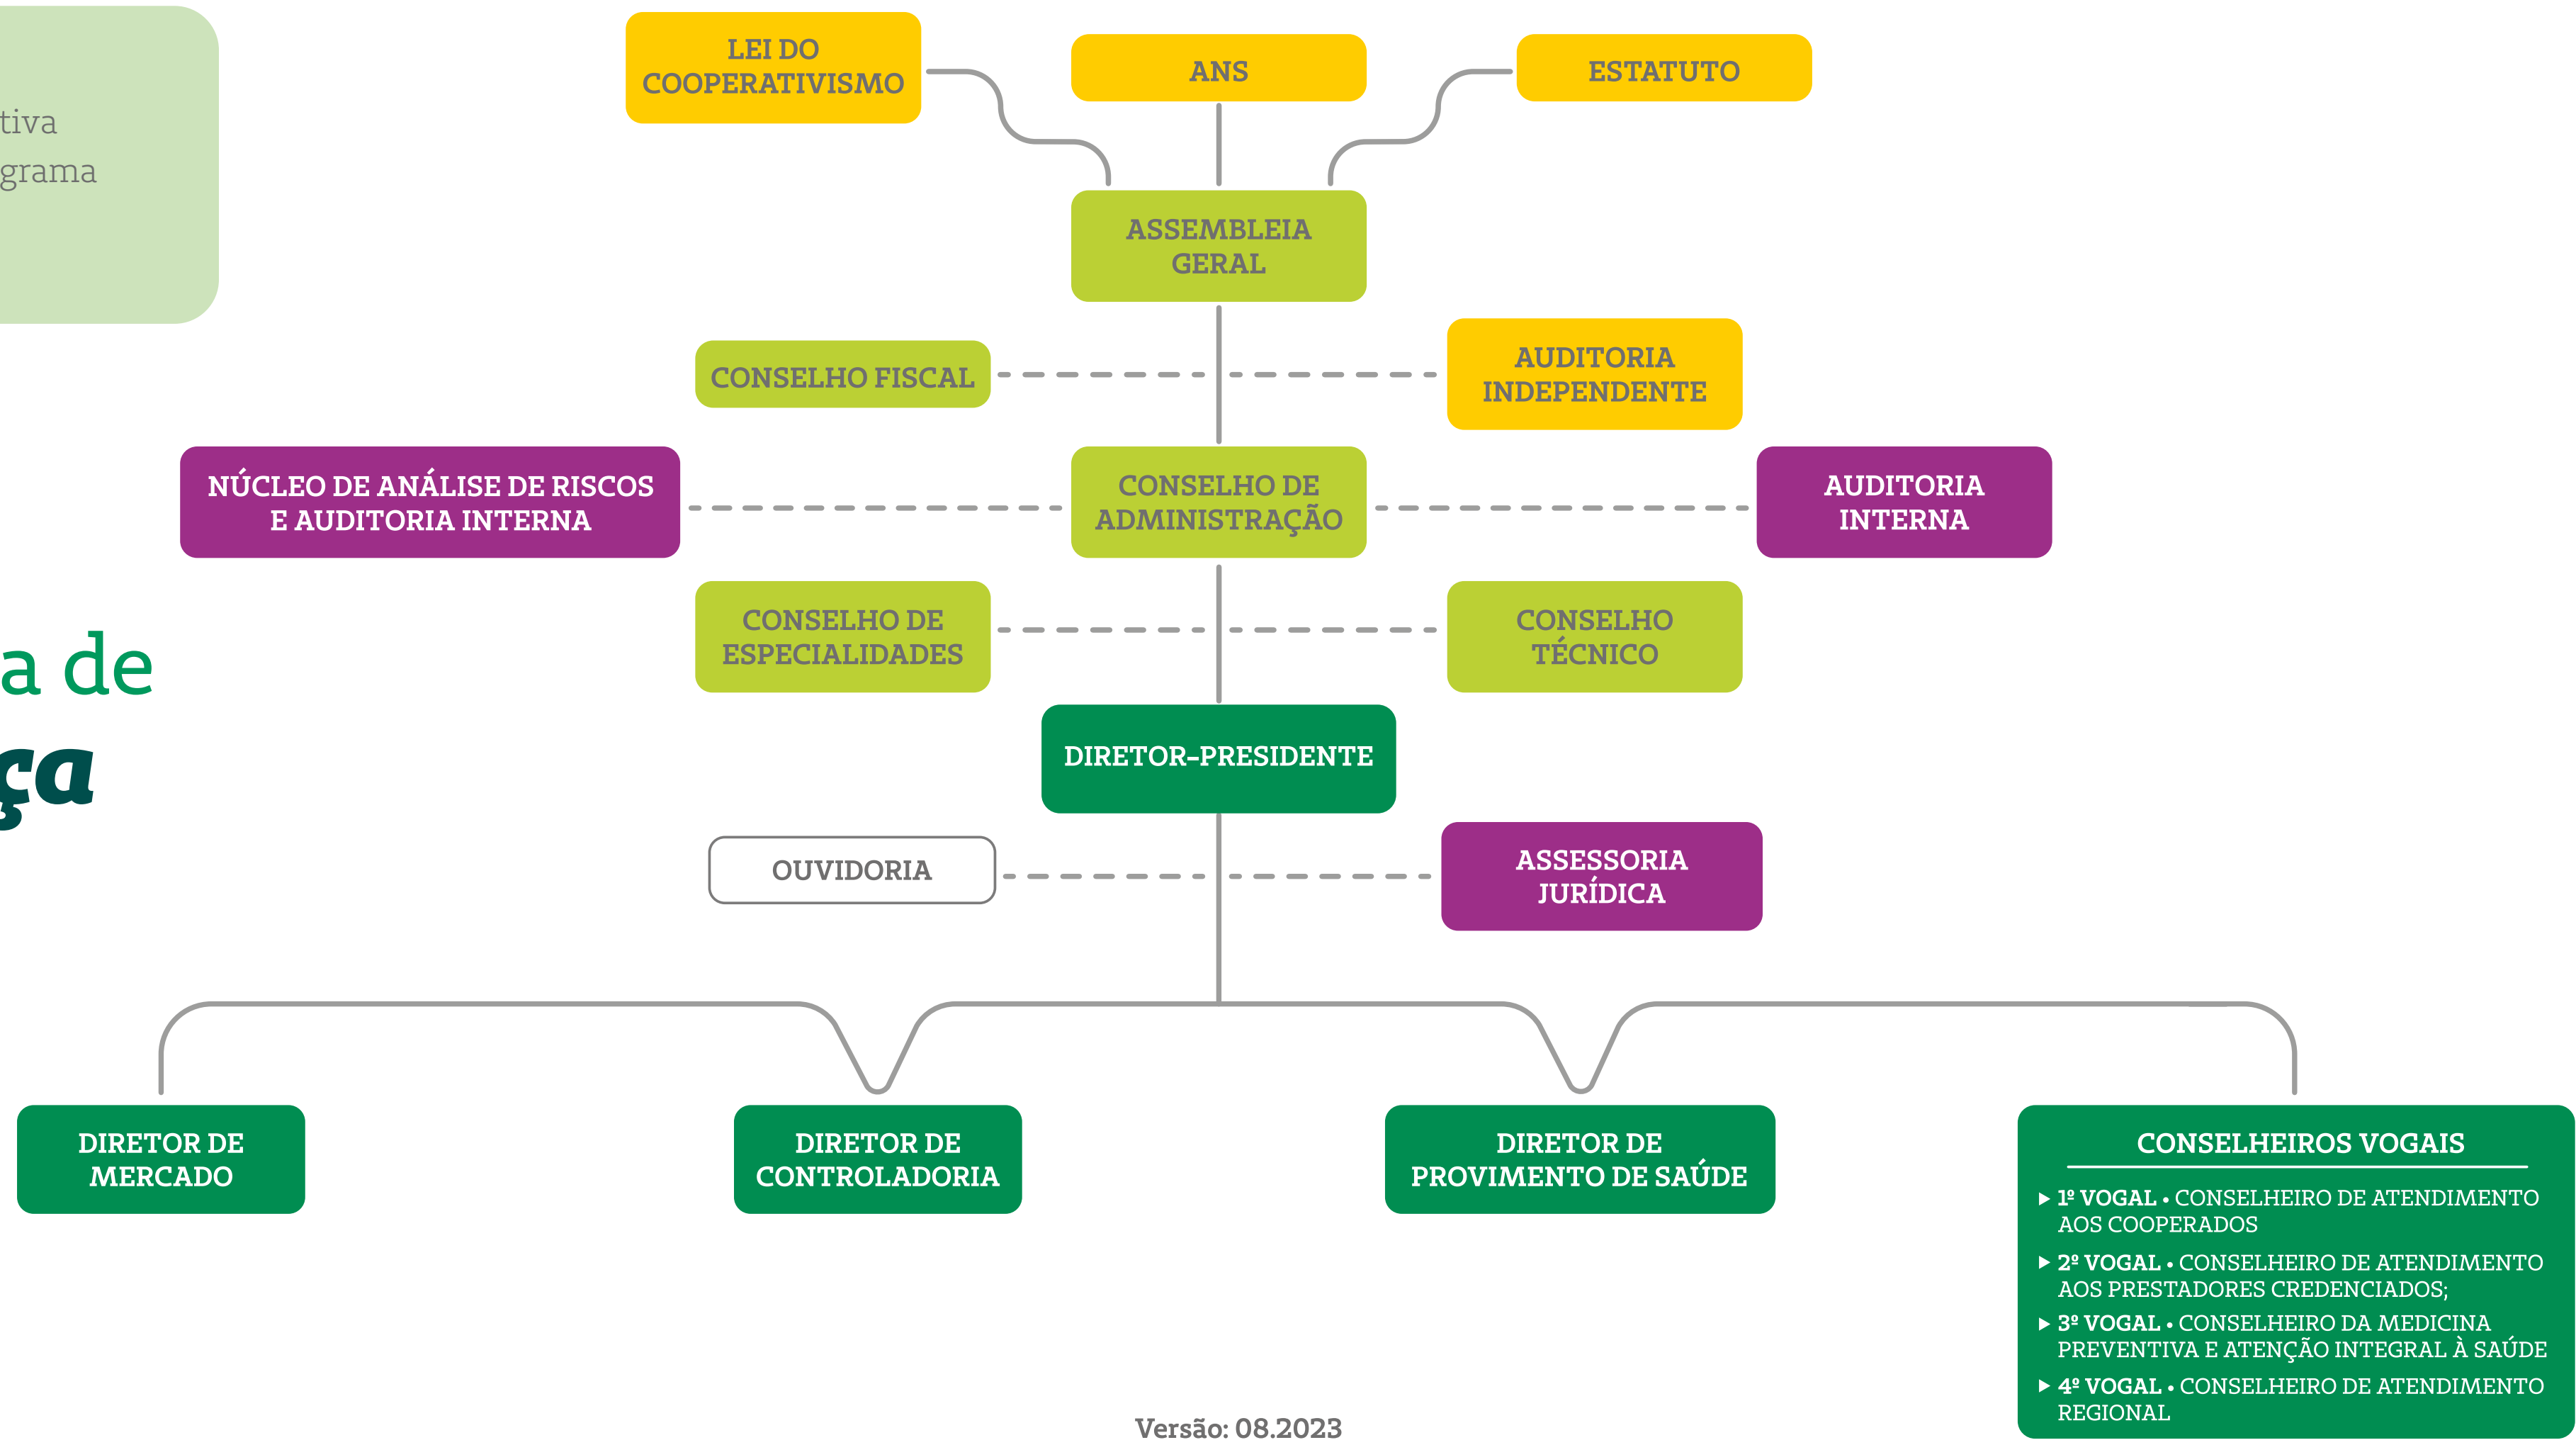 LEI DO
COOPERATIVISMO
ANS
ESTATUTO
tiva
grama
ASSEMBLEIA
GERAL
CONSELHO FISCAL
AUDITORIA
INDEPENDENTE
NÚCLEO DE ANÁLISE DE RISCOS
E AUDITORIA INTERNA
CONSELHO DE
ADMINISTRAÇÃO
AUDITORIA
INTERNA
CONSELHO DE
ESPECIALIDADES
CONSELHO
TÉCNICO
a de
ça
DIRETOR-PRESIDENTE
OUVIDORIA
ASSESSORIA
JURÍDICA
DIRETOR DE
MERCADO
DIRETOR DE
CONTROLADORIA
DIRETOR DE
PROVIMENTO DE SAÚDE
CONSELHEIROS VOGAIS
1º VOGAL • CONSELHEIRO DE ATENDIMENTO
AOS COOPERADOS
2º VOGAL • CONSELHEIRO DE ATENDIMENTO
AOS PRESTADORES CREDENCIADOS;
3º VOGAL • CONSELHEIRO DA MEDICINA
PREVENTIVA E ATENÇÃO INTEGRAL À SAÚDE
4º VOGAL • CONSELHEIRO DE ATENDIMENTO
REGIONAL
Versão: 08.2023